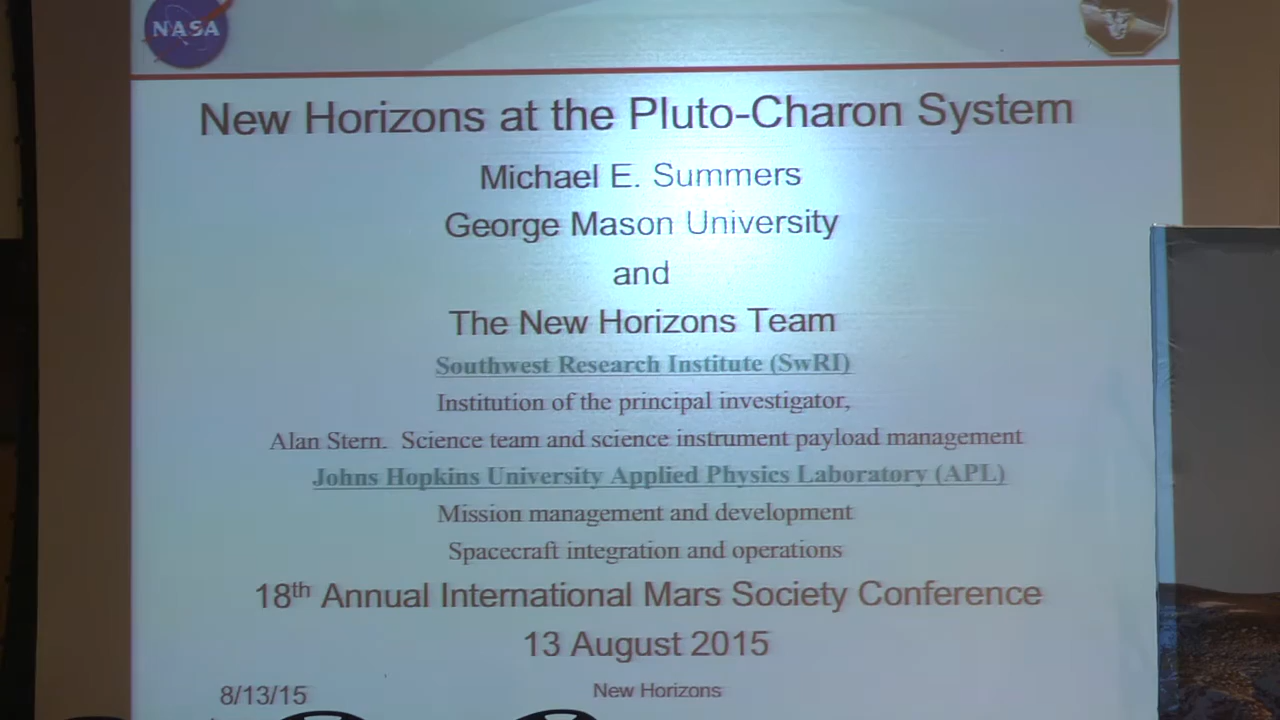 NASA
New Horizons at the Pluto-Charon System
Michael E. Summers
George Mason University
and
The New Horizons Team
Southwest Research Institute (SwRI)
Institution of the principal investigator,
Alan Stern. Science team and science instrument payload management
Johns Hopkins University Applied Physics Laboratory (APL)
Mission management and development
Spacecraft integration and operations
18th Annual International Mars Society Conference
13 August 2015
8/13/15
New Horizons